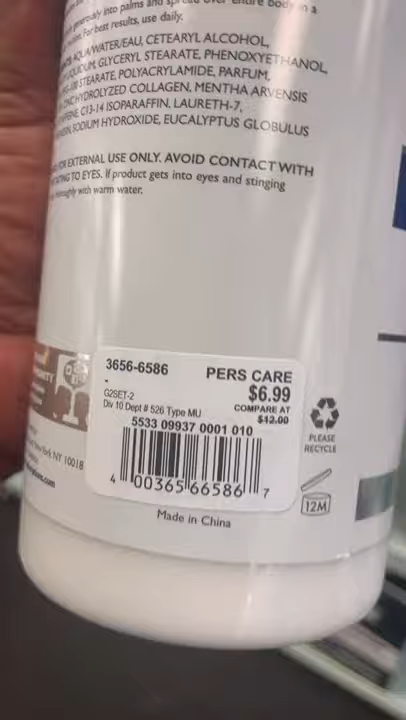 generously into palms and spread over entire body in a
For best results, use daily.
AQUA/WATER/EAU, CETEARYL ALCOHOL,
GLYCERYL STEARATE, PHENOXYETHANOL,
STEARATE, POLYACRYLAMIDE, PARFUM,
HYDROLYZED COLLAGEN, MENTHA ARVENSIS
C13-14 ISOPARAFFIN, LAURETH-7,
SODIUM HYDROXIDE, EUCALYPTUS GLOBULUS
FOR EXTERNAL USE ONLY. AVOID CONTACT WITH
TO EYES. If product gets into eyes and stinging
thoroughly with warm water.
3656-6586 PERS CARE
-
$6.99
G2SET-2
COMPARE AT
Div 10 Dept # 526 Type MU
$12.00
5533 09937 0001 010
4 00365 66586 7
PLEASE
RECYCLE
New York NY 10018
12M
Made in China